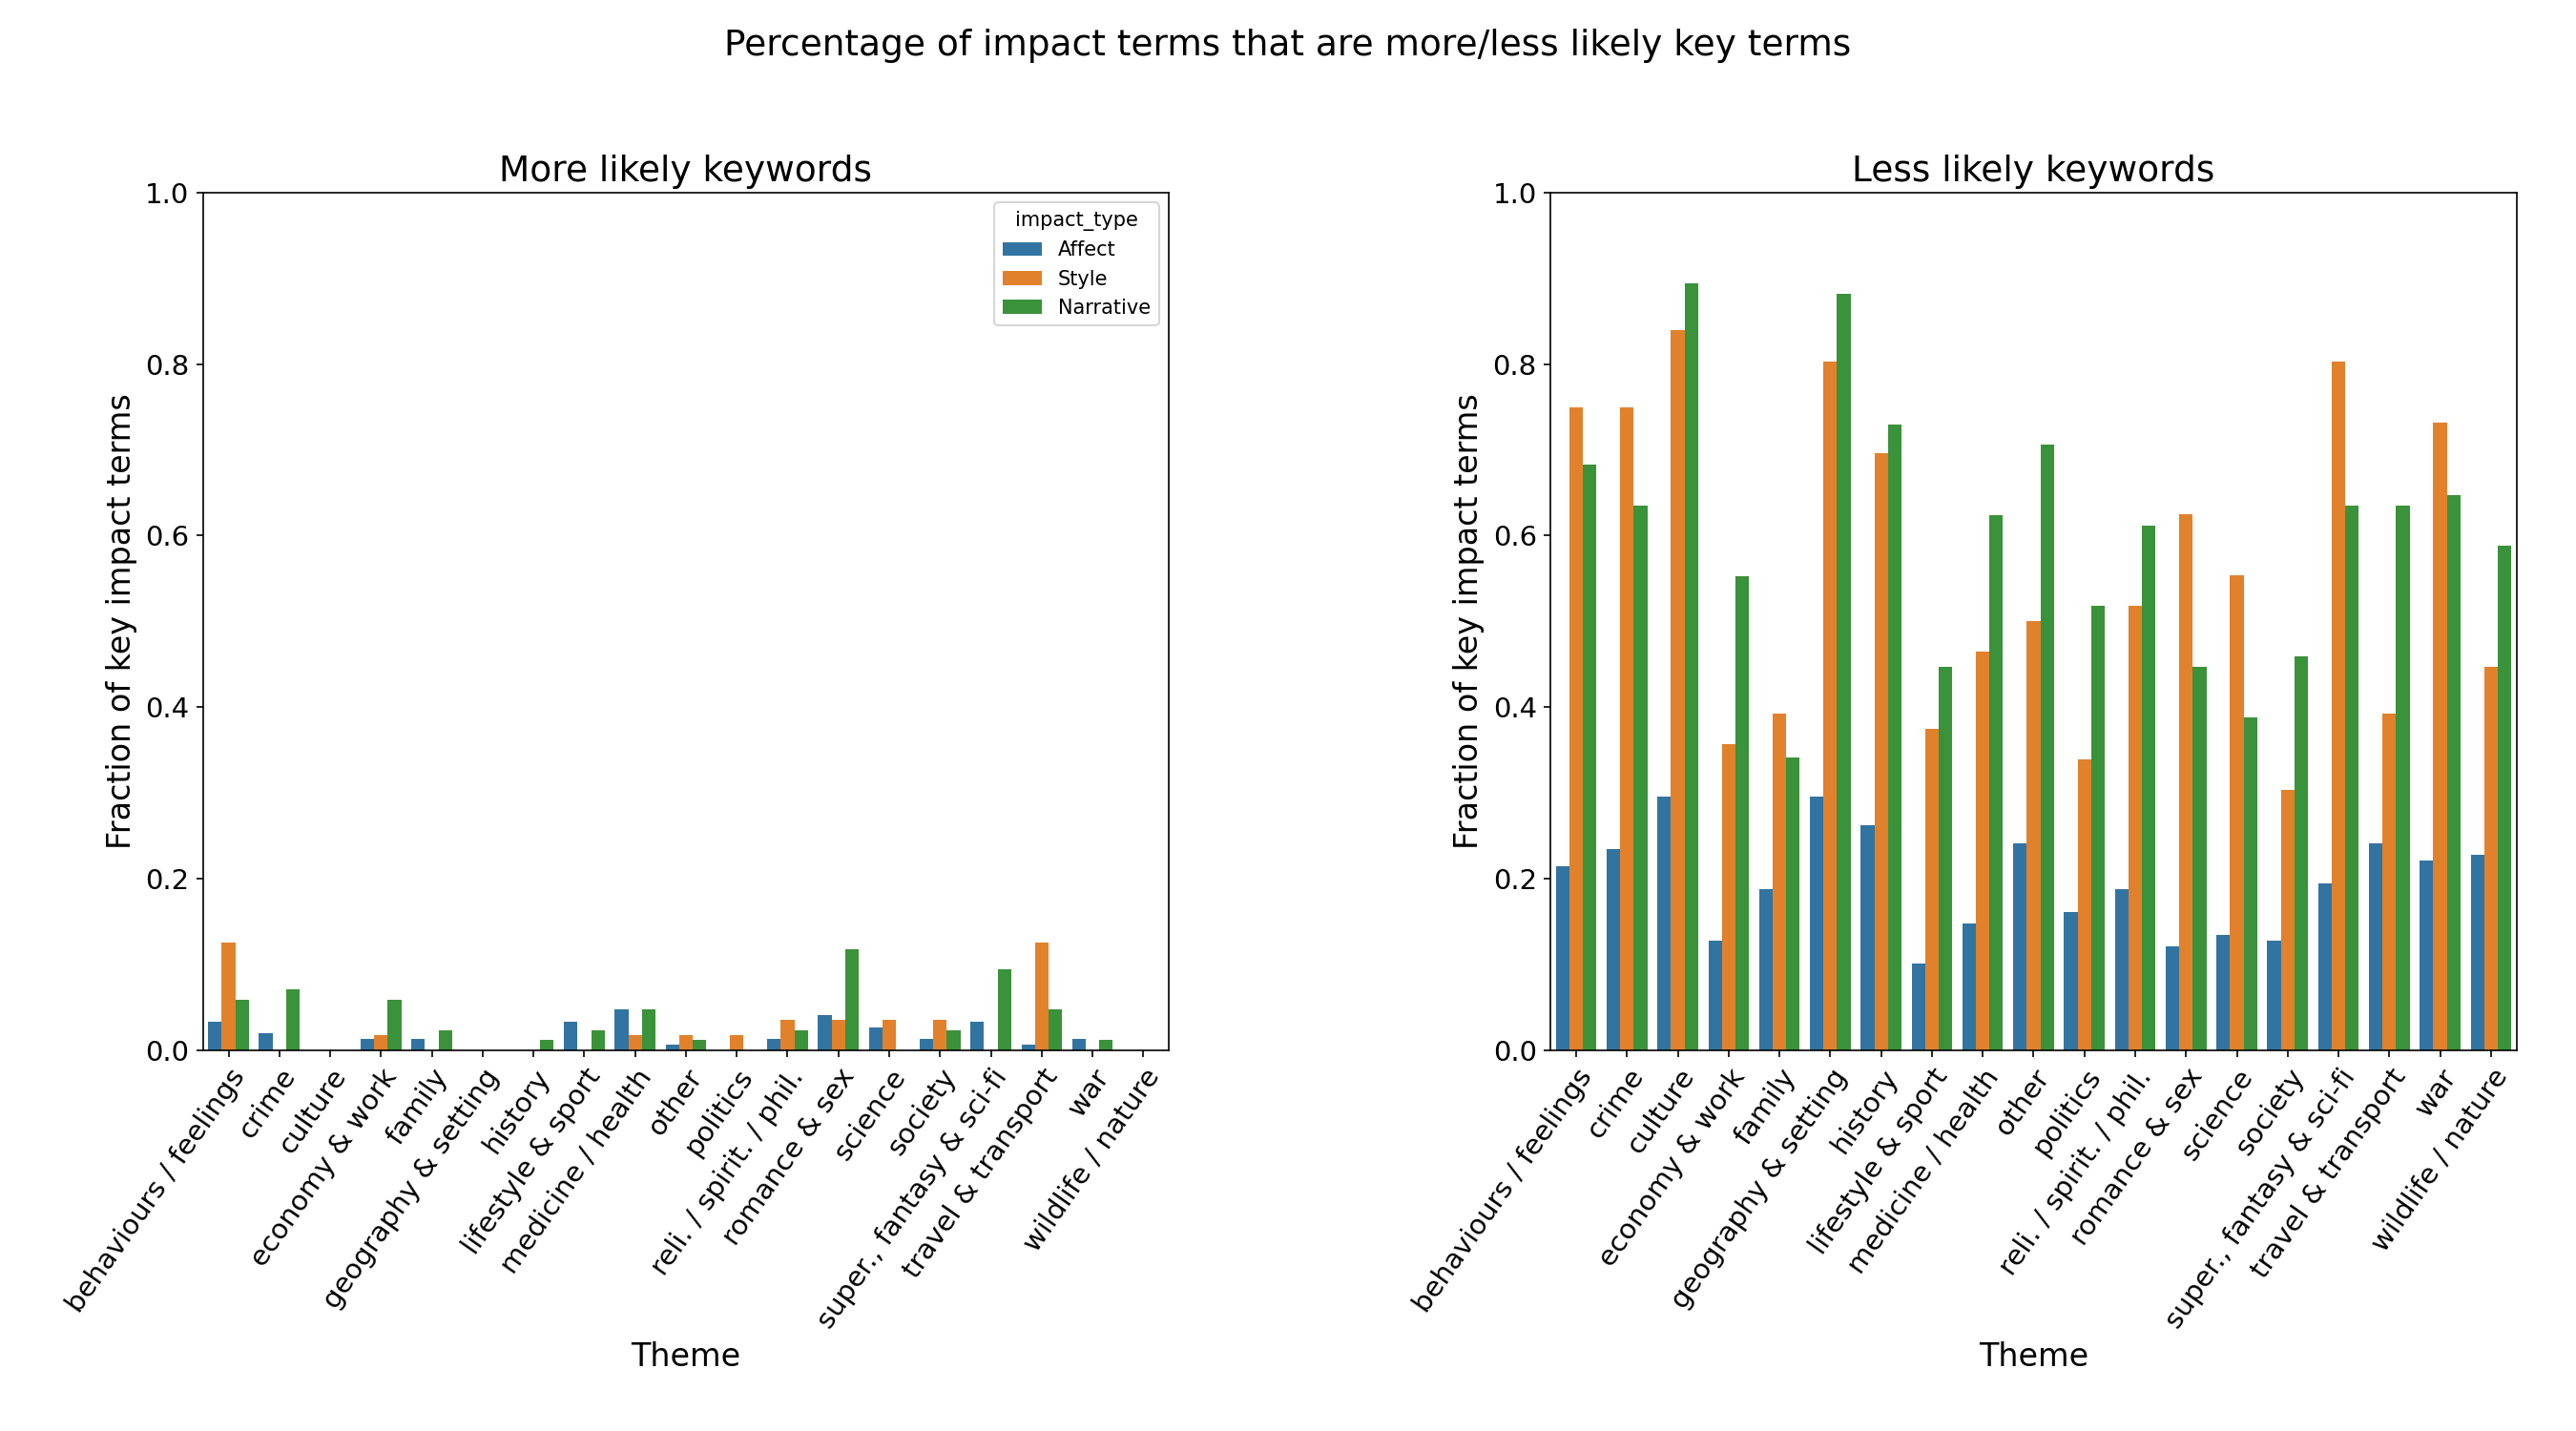 Percentage of impact terms that are more/less likely key terms
More likely keywords
Fraction of key impact terms
1.0
0.8
0.6
0.4
0.2
0.0
impact_type
Affect
Style
Narrative
behaviours / feelings
crime
culture
economy & work
family
geography & setting
history
lifestyle & sport
medicine / health
other
politics
reli. / spirit. / phil.
romance & sex
science
society
super., fantasy & sci-fi
travel & transport
war
wildlife / nature
Theme
Less likely keywords
Fraction of key impact terms
1.0
0.8
0.6
0.4
0.2
0.0
behaviours / feelings
crime
culture
economy & work
family
geography & setting
history
lifestyle & sport
medicine / health
other
politics
reli. / spirit. / phil.
romance & sex
science
society
super., fantasy & sci-fi
travel & transport
war
wildlife / nature
Theme